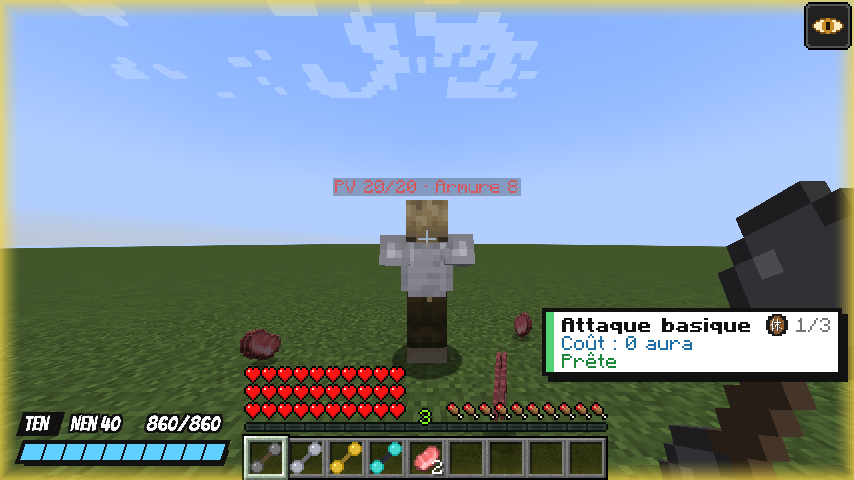 PV 20/20 · Armure 8
Attaque basique 休 1/3
Coût : 0 aura
Prête
TEN NEN 40 860/860
3
2